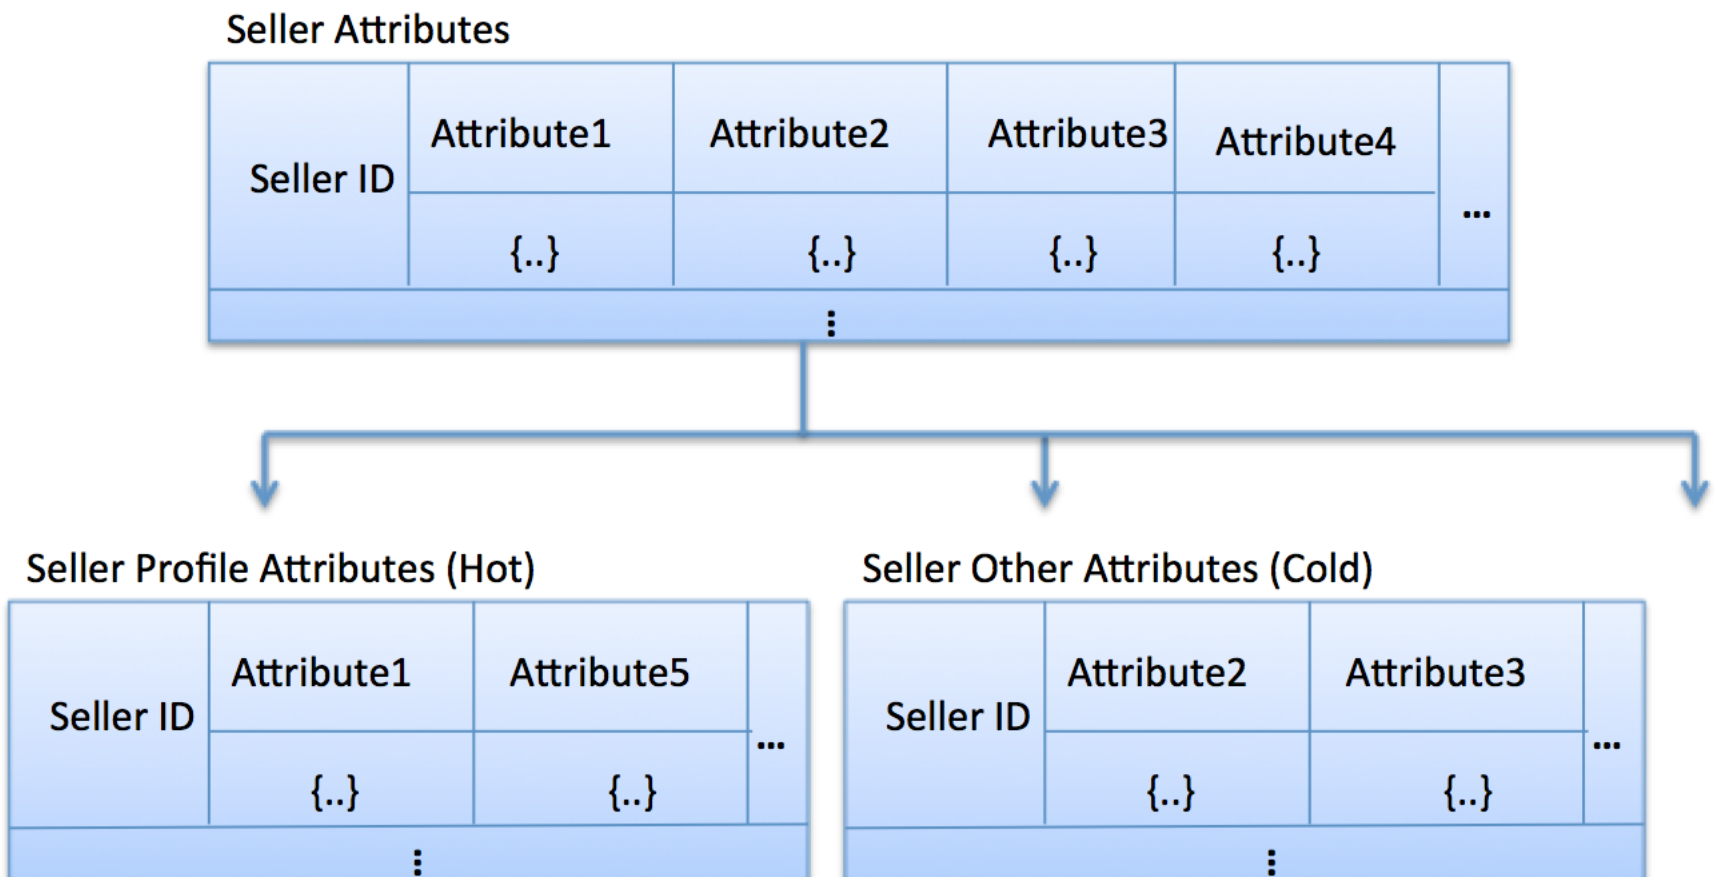 Seller Attributes
Seller ID
Attribute1 Attribute2 Attribute3 Attribute4
...
{..} {..} {..} {..}
⋮
Seller Profile Attributes (Hot)
Seller ID
Attribute1 Attribute5
...
{..} {..}
⋮
Seller Other Attributes (Cold)
Seller ID
Attribute2 Attribute3
...
{..} {..}
⋮